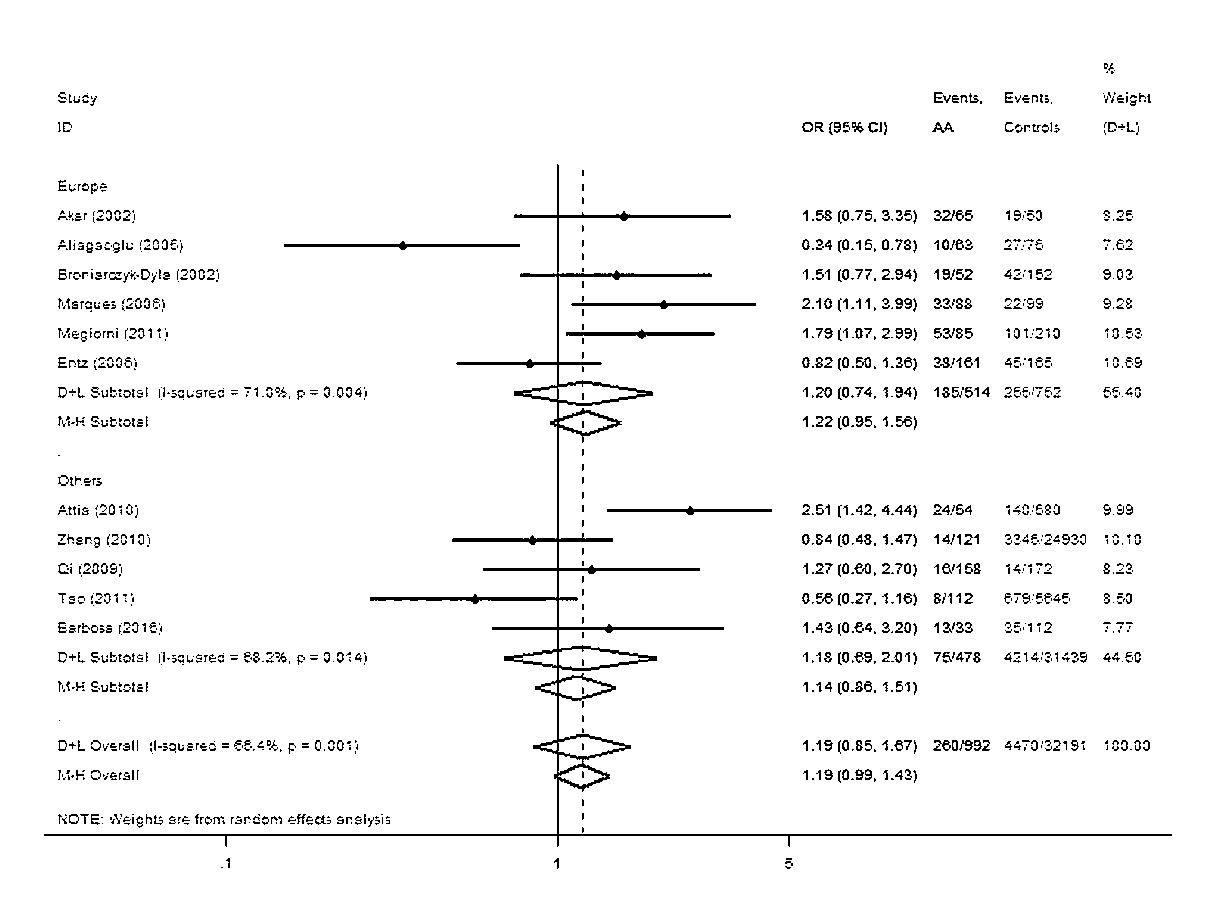 %
Study Events, Events, Weight
ID OR (95% CI) AA Controls (D+L)
Europe
Akar (2002) 1.58 (0.75, 3.35) 32/65 19/50 8.25
Aliagaoglu (2005) 0.34 (0.15, 0.78) 10/63 27/76 7.62
Broniarczyk-Dyla (2002) 1.51 (0.77, 2.94) 19/52 42/152 9.03
Marques (2006) 2.10 (1.11, 3.99) 33/88 22/99 9.28
Megiorni (2011) 1.79 (1.07, 2.99) 53/85 101/210 10.53
Entz (2006) 0.82 (0.50, 1.36) 38/161 45/165 10.69
D+L Subtotal (I-squared = 71.0%, p = 0.004) 1.20 (0.74, 1.94) 185/514 256/752 55.40
M-H Subtotal 1.22 (0.95, 1.56)
.
Others
Attia (2010) 2.51 (1.42, 4.44) 24/54 140/580 9.99
Zhang (2010) 0.84 (0.48, 1.47) 14/121 3346/24930 10.10
Qi (2009) 1.27 (0.60, 2.70) 16/158 14/172 8.23
Tao (2011) 0.56 (0.27, 1.16) 8/112 679/5645 8.50
Barbosa (2016) 1.43 (0.64, 3.20) 13/33 35/112 7.77
D+L Subtotal (I-squared = 68.2%, p = 0.014) 1.18 (0.69, 2.01) 75/478 4214/31439 44.60
M-H Subtotal 1.14 (0.86, 1.51)
.
D+L Overall (I-squared = 66.4%, p = 0.001) 1.19 (0.85, 1.67) 260/992 4470/32191 100.00
M-H Overall 1.19 (0.99, 1.43)
NOTE: Weights are from random effects analysis
.1 1 5